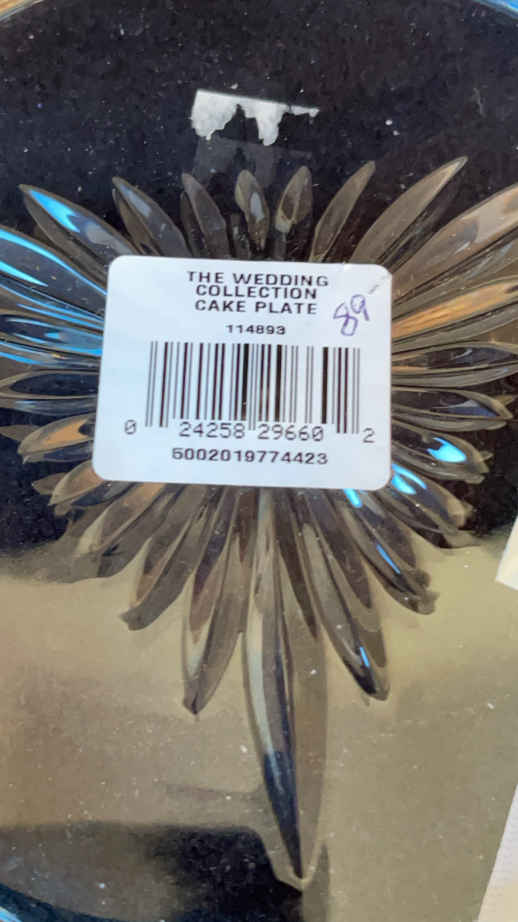 THE WEDDING
COLLECTION
CAKE PLATE
89
114893
0 24258 29660 2
5002019774423